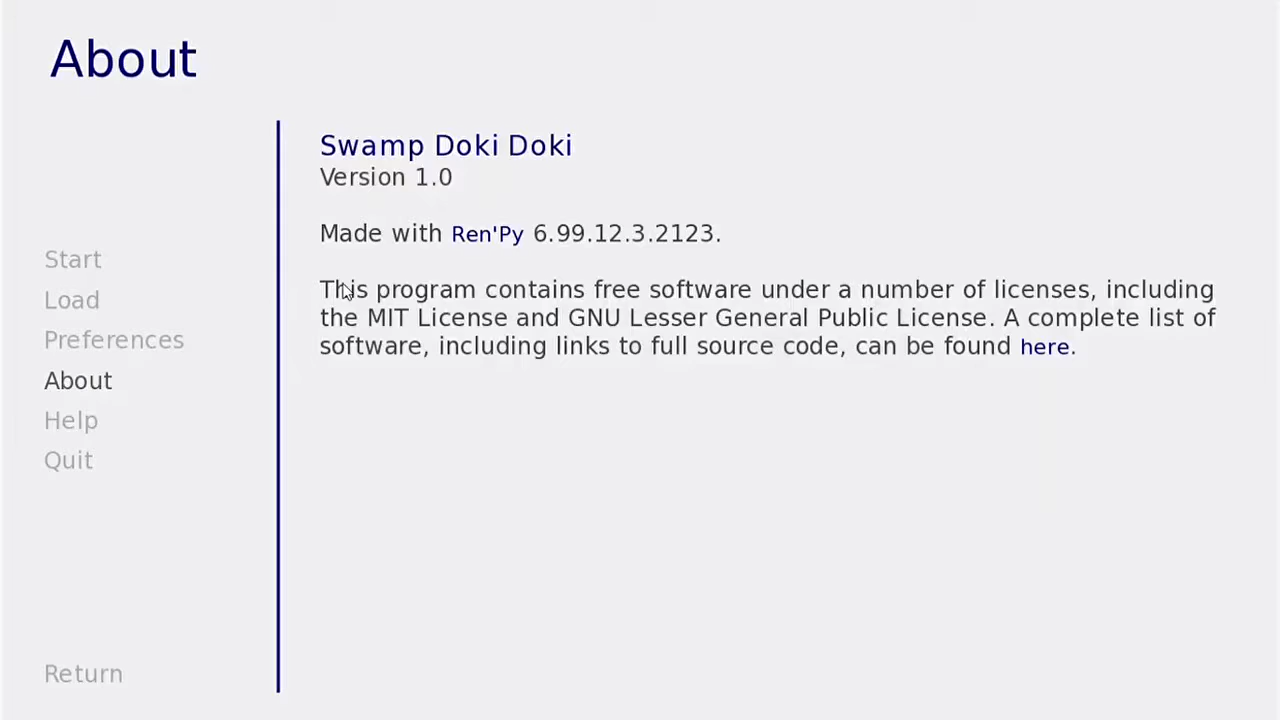 About
Swamp Doki Doki
Version 1.0
Made with Ren'Py 6.99.12.3.2123.
This program contains free software under a number of licenses, including
the MIT License and GNU Lesser General Public License. A complete list of
software, including links to full source code, can be found here.
Start
Load
Preferences
About
Help
Quit
Return